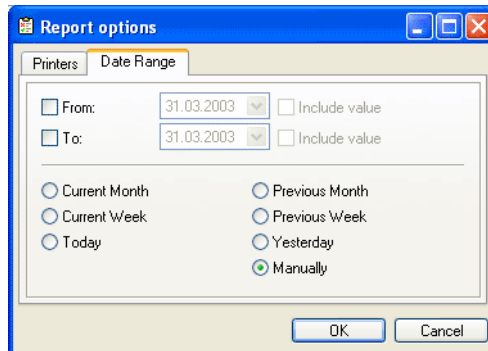 Report options
Printers Date Range
From: 31.03.2003 Include value
To: 31.03.2003 Include value
Current Month Previous Month
Current Week Previous Week
Today Yesterday
Manually
OK Cancel